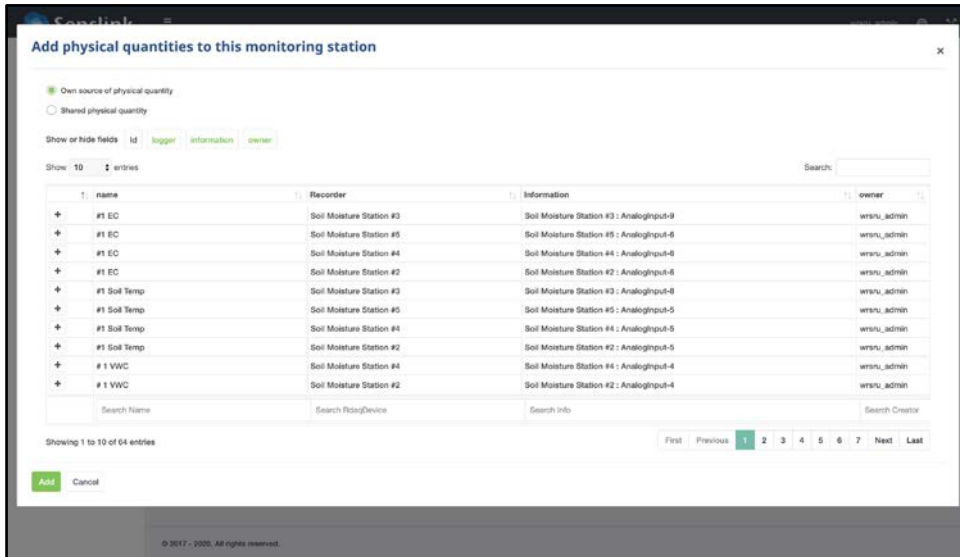 Senslink
wrsru_admin
Add physical quantities to this monitoring station
×
Own source of physical quantity
Shared physical quantity
Show or hide fields Id logger information owner
Show 10 entries Search:
name Recorder Information owner
+ #1 EC Soil Moisture Station #3 Soil Moisture Station #3 : AnalogInput-9 wrsru_admin
+ #1 EC Soil Moisture Station #5 Soil Moisture Station #5 : AnalogInput-6 wrsru_admin
+ #1 EC Soil Moisture Station #4 Soil Moisture Station #4 : AnalogInput-6 wrsru_admin
+ #1 EC Soil Moisture Station #2 Soil Moisture Station #2 : AnalogInput-6 wrsru_admin
+ #1 Soil Temp Soil Moisture Station #3 Soil Moisture Station #3 : AnalogInput-8 wrsru_admin
+ #1 Soil Temp Soil Moisture Station #5 Soil Moisture Station #5 : AnalogInput-5 wrsru_admin
+ #1 Soil Temp Soil Moisture Station #4 Soil Moisture Station #4 : AnalogInput-5 wrsru_admin
+ #1 Soil Temp Soil Moisture Station #2 Soil Moisture Station #2 : AnalogInput-5 wrsru_admin
+ # 1 VWC Soil Moisture Station #4 Soil Moisture Station #4 : AnalogInput-4 wrsru_admin
+ # 1 VWC Soil Moisture Station #2 Soil Moisture Station #2 : AnalogInput-4 wrsru_admin
Search Name Search RdaqDevice Search Info Search Creator
Showing 1 to 10 of 64 entries First Previous 1 2 3 4 5 6 7 Next Last
Add Cancel
© 2017 - 2020. All rights reserved.